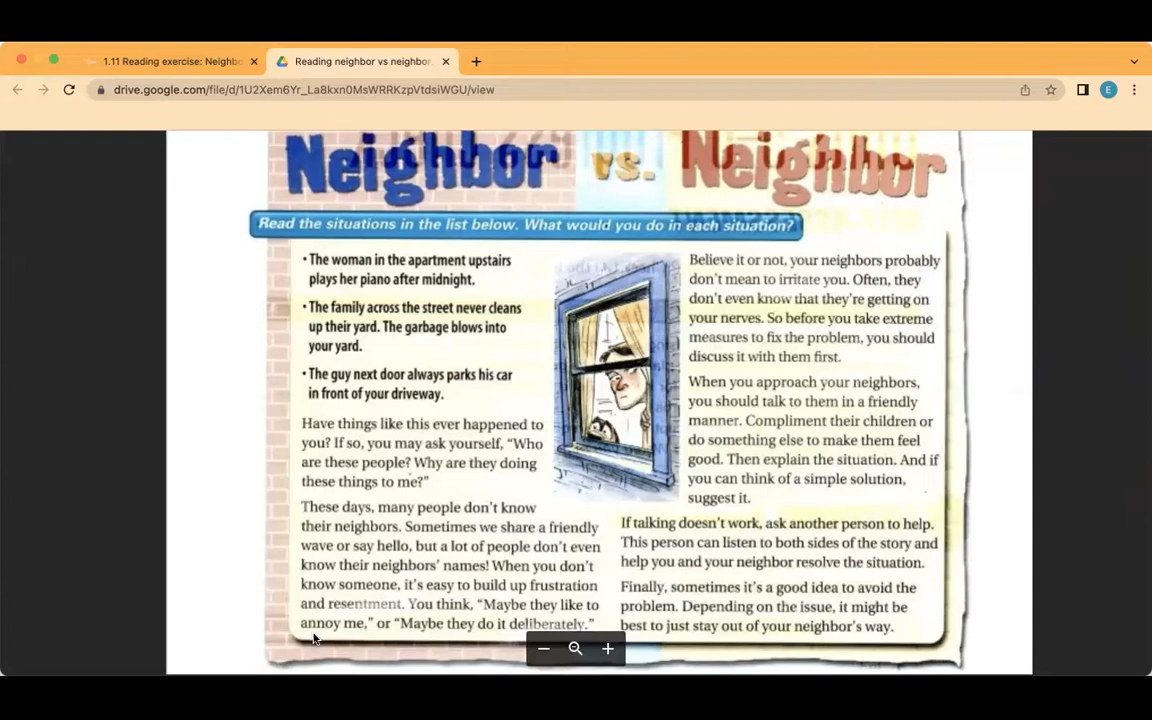 1.11 Reading exercise: Neighbo
Reading neighbor vs neighbor
drive.google.com/file/d/1U2Xem6Yr_La8kxn0MsWRRKzpVtdsiWGU/view
E
Neighbor vs. Neighbor
Read the situations in the list below. What would you do in each situation?
• The woman in the apartment upstairs
plays her piano after midnight.
• The family across the street never cleans
up their yard. The garbage blows into
your yard.
• The guy next door always parks his car
in front of your driveway.
Have things like this ever happened to
you? If so, you may ask yourself, “Who
are these people? Why are they doing
these things to me?”
These days, many people don’t know
their neighbors. Sometimes we share a friendly
wave or say hello, but a lot of people don’t even
know their neighbors’ names! When you don’t
know someone, it’s easy to build up frustration
and resentment. You think, “Maybe they like to
annoy me,” or “Maybe they do it deliberately.”
Believe it or not, your neighbors probably
don’t mean to irritate you. Often, they
don’t even know that they’re getting on
your nerves. So before you take extreme
measures to fix the problem, you should
discuss it with them first.
When you approach your neighbors,
you should talk to them in a friendly
manner. Compliment their children or
do something else to make them feel
good. Then explain the situation. And if
you can think of a simple solution,
suggest it.
If talking doesn’t work, ask another person to help.
This person can listen to both sides of the story and
help you and your neighbor resolve the situation.
Finally, sometimes it’s a good idea to avoid the
problem. Depending on the issue, it might be
best to just stay out of your neighbor’s way.